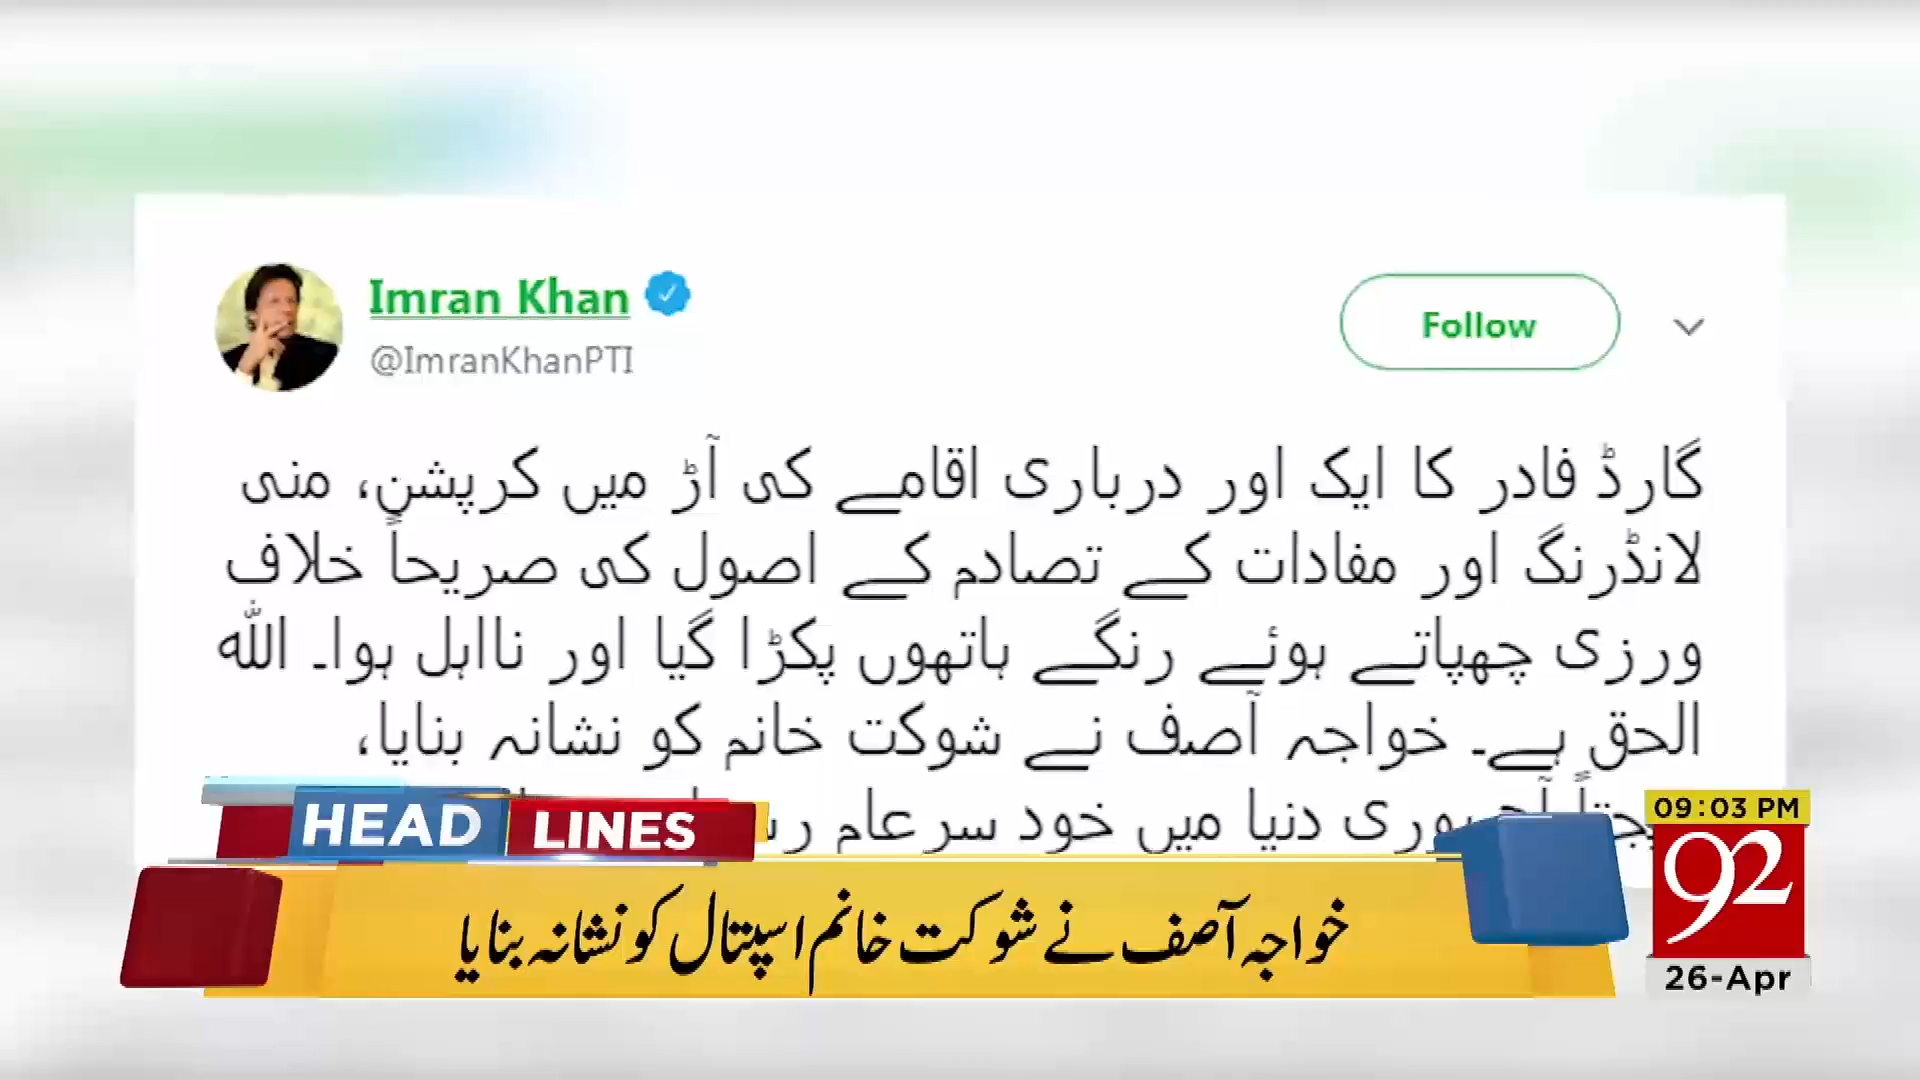 Imran Khan
@ImranKhanPTI
Follow
گارڈ فادر کا ایک اور درباری اقامے کی آڑ میں کرپشن، منی
لانڈرنگ اور مفادات کے تصادم کے اصول کی صریحاً خلاف
ورزی چھپاتے ہوئے رنگے ہاتھوں پکڑا گیا اور نااہل ہوا۔ اللہ
الحق ہے۔ خواجہ آصف نے شوکت خانم کو نشانہ بنایا،
دنیا میں خود سرعام
HEAD LINES
خواجہ آصف نے شوکت خانم اسپتال کو نشانہ بنایا
09:03 PM
92
26-Apr